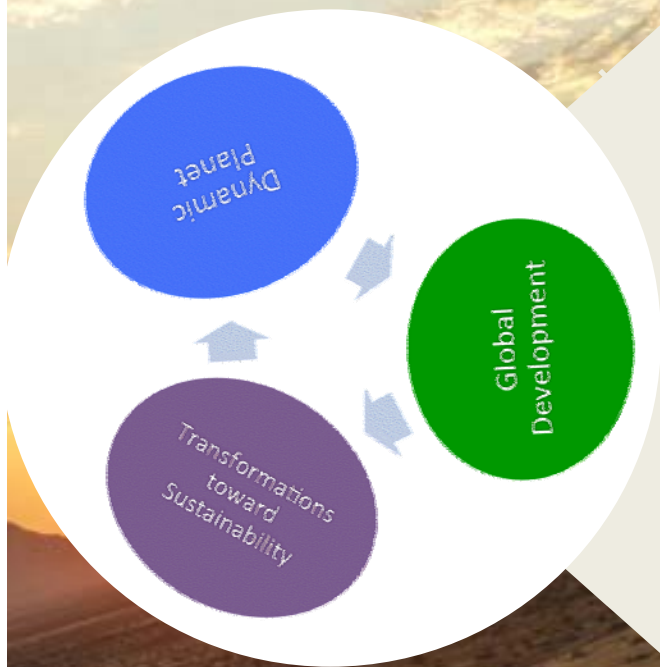 Dynamic
Planet
Global
Development
Transformations
toward
Sustainability